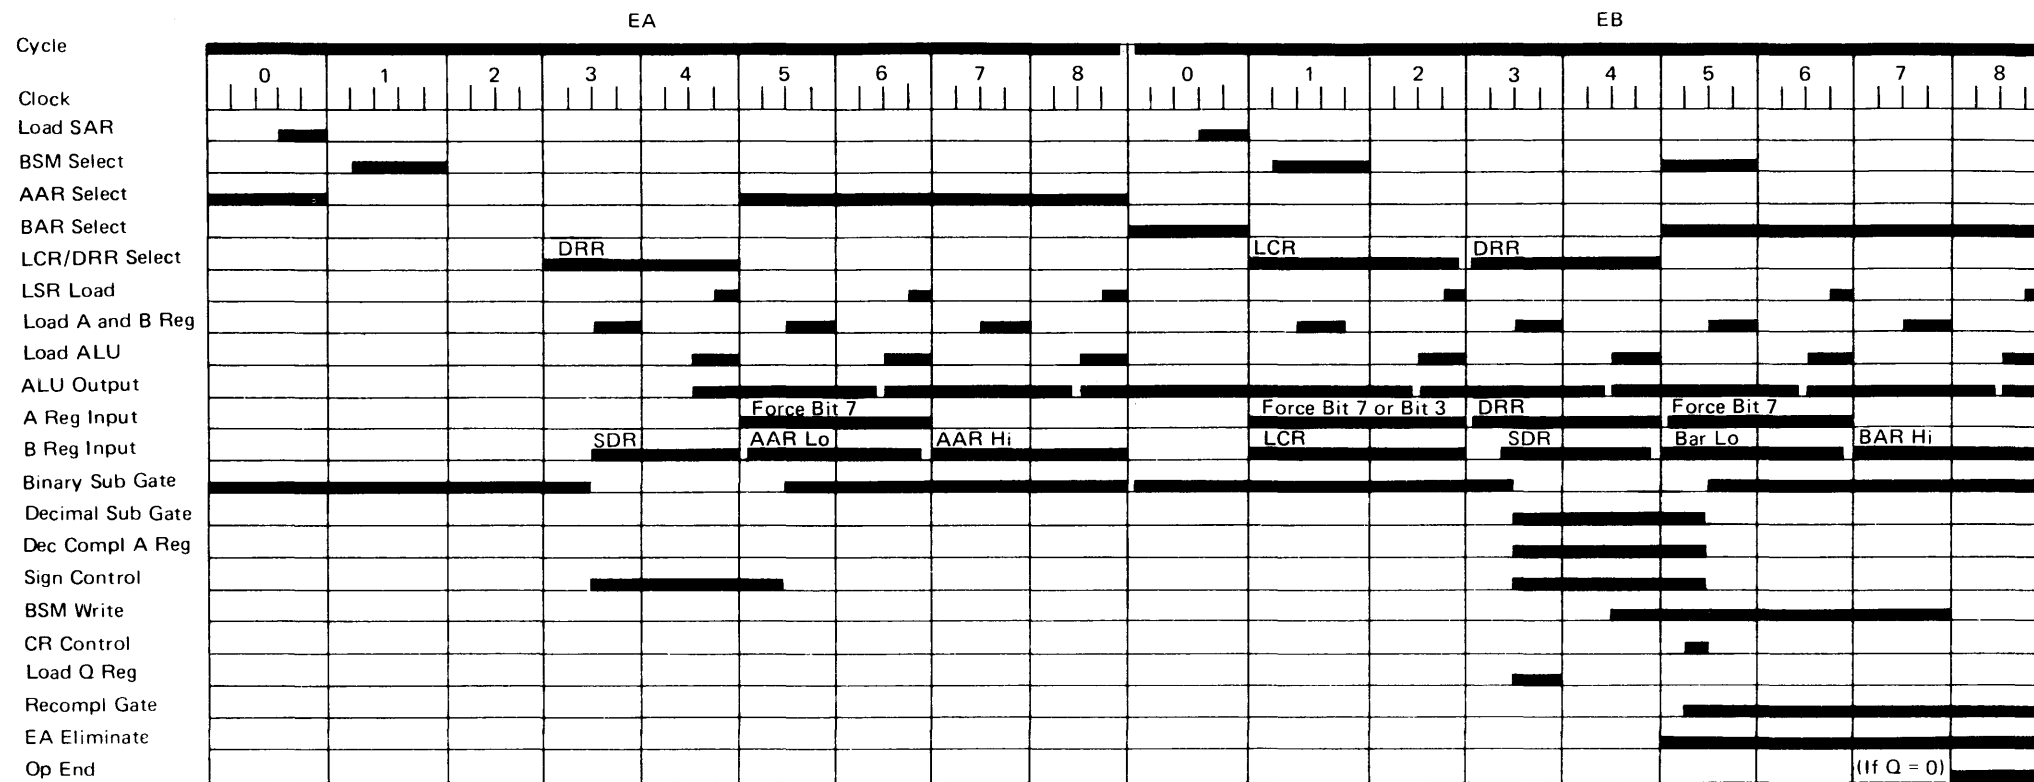 EA EB
Cycle
0 1 2 3 4 5 6 7 8 0 1 2 3 4 5 6 7 8
Clock
Load SAR
BSM Select
AAR Select
BAR Select
DRR LCR DRR
LCR/DRR Select
LSR Load
Load A and B Reg
Load ALU
ALU Output
Force Bit 7 Force Bit 7 or Bit 3 DRR Force Bit 7
A Reg Input
SDR AAR Lo AAR Hi LCR SDR Bar Lo BAR Hi
B Reg Input
Binary Sub Gate
Decimal Sub Gate
Dec Compl A Reg
Sign Control
BSM Write
CR Control
Load Q Reg
Recompl Gate
EA Eliminate
Op End (If Q = 0)